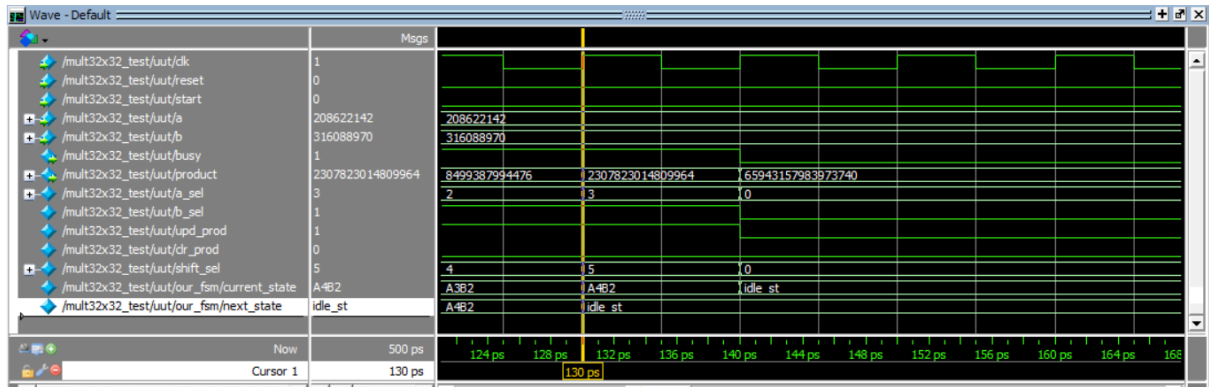 Wave - Default
Msgs
/mult32x32_test/uut/clk 1
/mult32x32_test/uut/reset 0
/mult32x32_test/uut/start 0
/mult32x32_test/uut/a 208622142 208622142
/mult32x32_test/uut/b 316088970 316088970
/mult32x32_test/uut/busy 1
/mult32x32_test/uut/product 2307823014809964 8499387994476 2307823014809964 65943157983973740
/mult32x32_test/uut/a_sel 3 2 3 0
/mult32x32_test/uut/b_sel 1
/mult32x32_test/uut/upd_prod 1
/mult32x32_test/uut/clr_prod 0
/mult32x32_test/uut/shift_sel 5 4 5 0
/mult32x32_test/uut/our_fsm/current_state A4B2 A3B2 A4B2 idle_st
/mult32x32_test/uut/our_fsm/next_state idle_st A4B2 idle_st
Now 500 ps 124 ps 128 ps 132 ps 136 ps 140 ps 144 ps 148 ps 152 ps 156 ps 160 ps 164 ps 168
Cursor 1 130 ps 130 ps